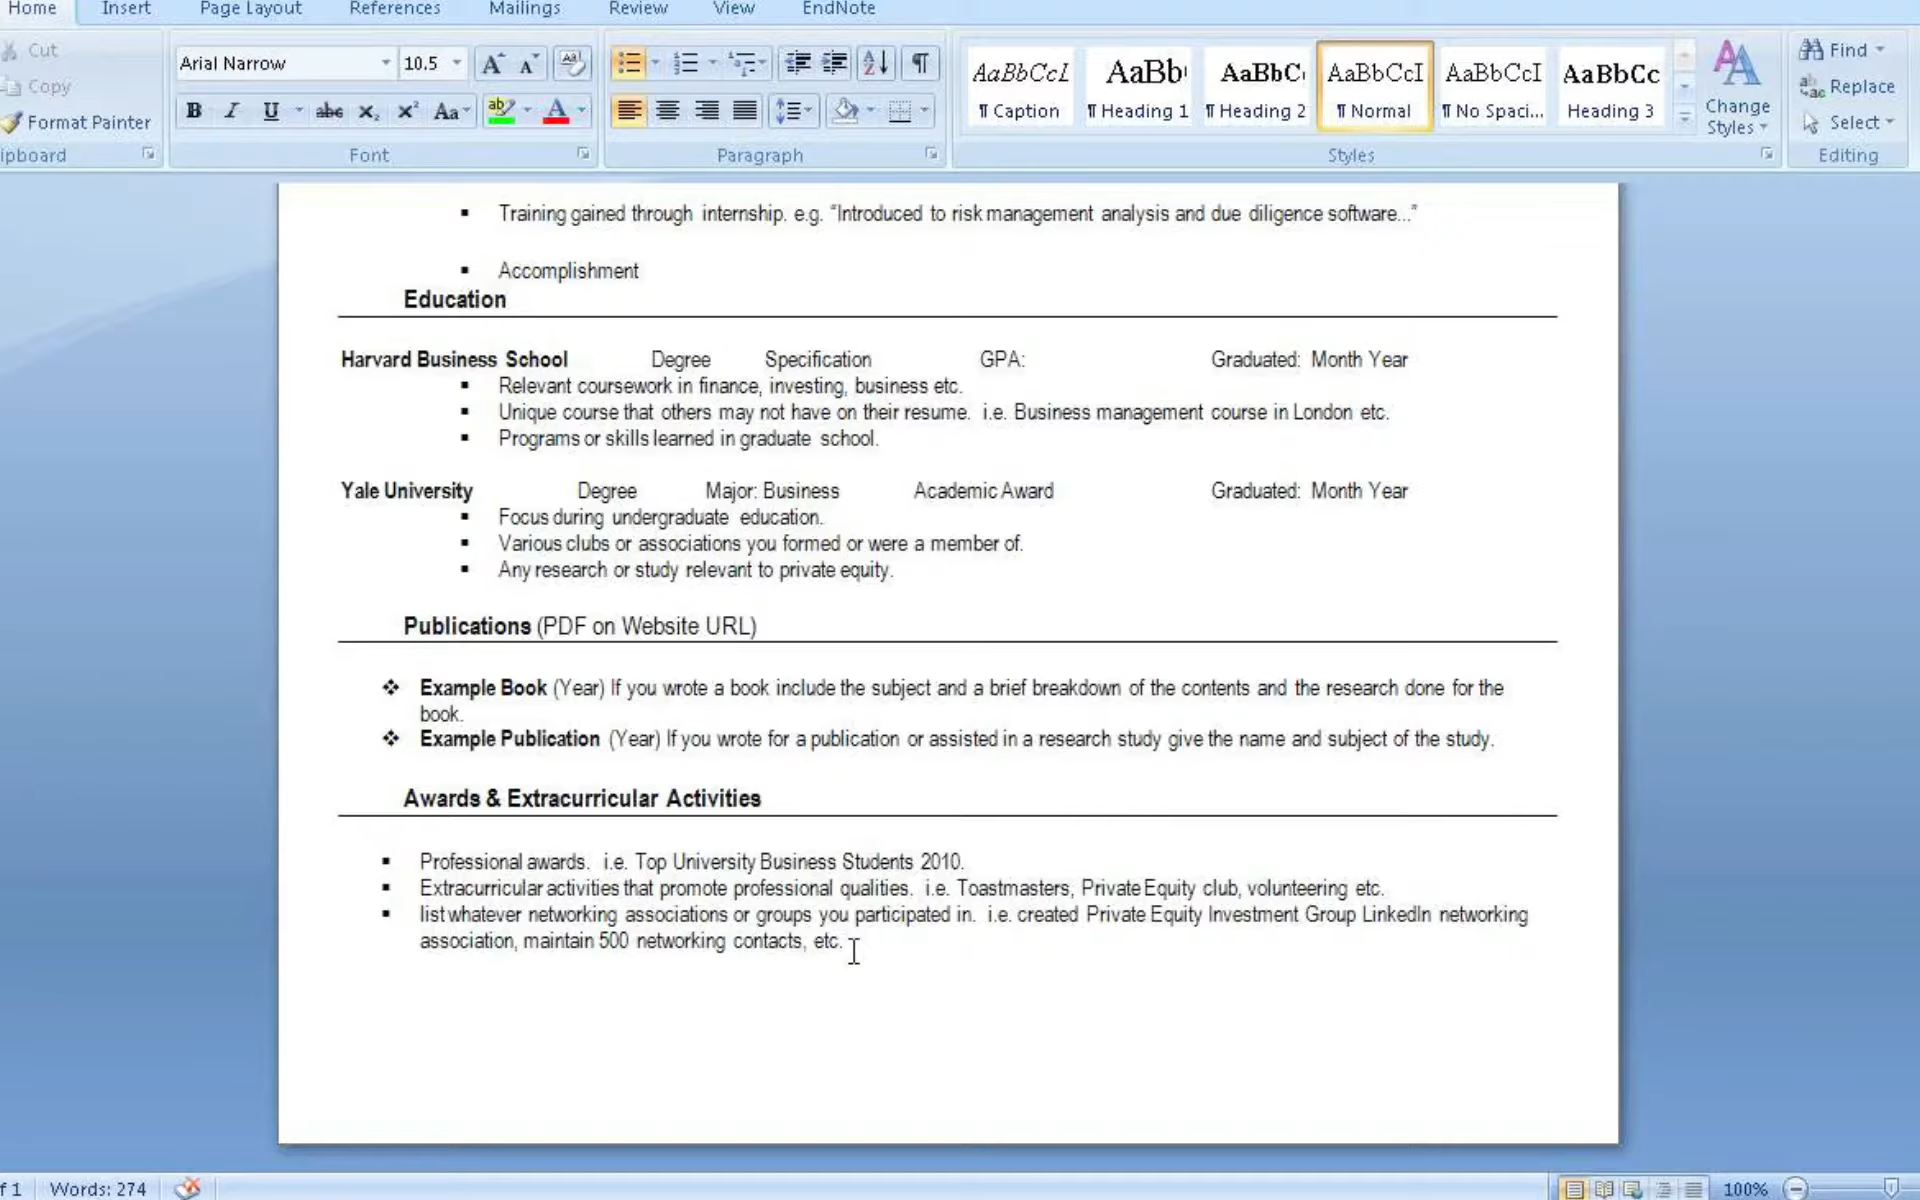 Home Insert Page Layout References Mailings Review View EndNote
Cut
Copy
Format Painter
ipboard
Arial Narrow 10.5
Font
Paragraph
AaBbCcI AaBb AaBbC AaBbCcI AaBbCcI AaBbCc
¶ Caption ¶ Heading 1 ¶ Heading 2 ¶ Normal ¶ No Spaci... Heading 3
Change
Styles
Styles
Find
Replace
Select
Editing
▪ Training gained through internship. e.g. “Introduced to risk management analysis and due diligence software...”
▪ Accomplishment
Education
Harvard Business School Degree Specification GPA: Graduated: Month Year
▪ Relevant coursework in finance, investing, business etc.
▪ Unique course that others may not have on their resume. i.e. Business management course in London etc.
▪ Programs or skills learned in graduate school.
Yale University Degree Major: Business Academic Award Graduated: Month Year
▪ Focus during undergraduate education.
▪ Various clubs or associations you formed or were a member of.
▪ Any research or study relevant to private equity.
Publications (PDF on Website URL)
❖ Example Book (Year) If you wrote a book include the subject and a brief breakdown of the contents and the research done for the
book.
❖ Example Publication (Year) If you wrote for a publication or assisted in a research study give the name and subject of the study.
Awards & Extracurricular Activities
▪ Professional awards. i.e. Top University Business Students 2010.
▪ Extracurricular activities that promote professional qualities. i.e. Toastmasters, Private Equity club, volunteering etc.
▪ list whatever networking associations or groups you participated in. i.e. created Private Equity Investment Group LinkedIn networking
association, maintain 500 networking contacts, etc.
f 1 Words: 274 100%